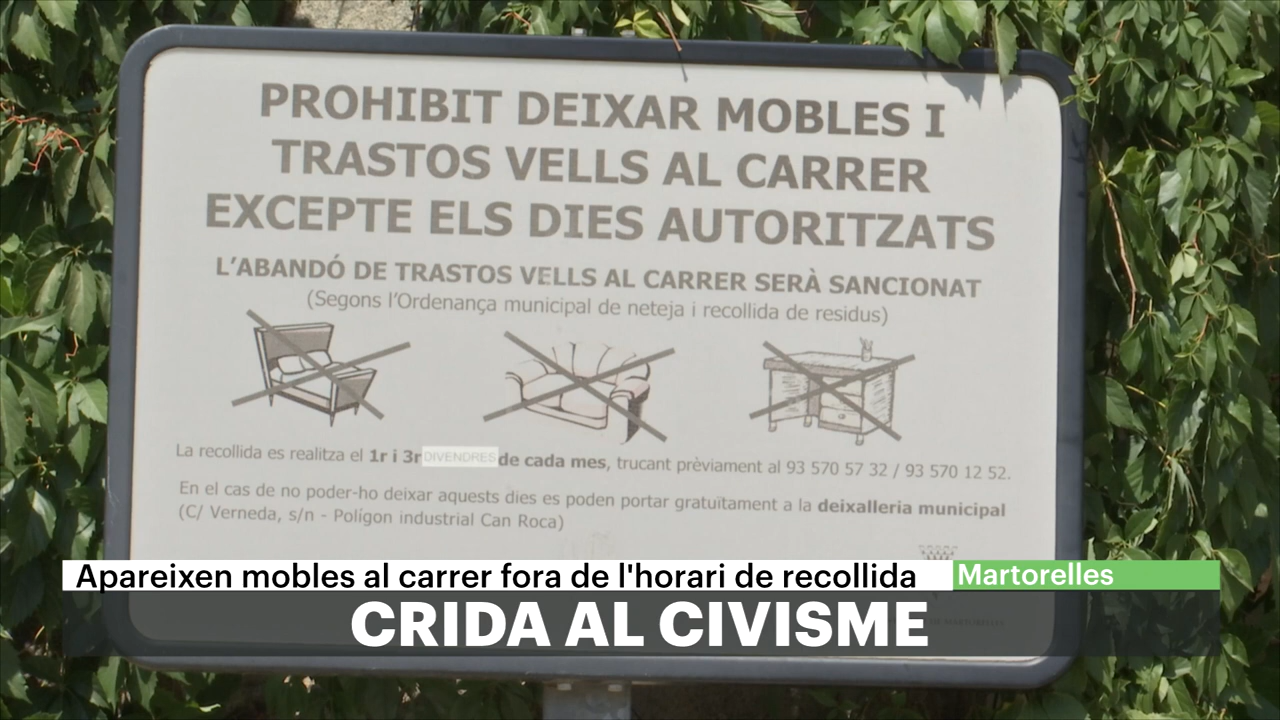 PROHIBIT DEIXAR MOBLES I
TRASTOS VELLS AL CARRER
EXCEPTE ELS DIES AUTORITZATS
L'ABANDÓ DE TRASTOS VELLS AL CARRER SERÀ SANCIONAT
(Segons l'Ordenança municipal de neteja i recollida de residus)
La recollida es realitza el 1r i 3r DIVENDRES de cada mes, trucant prèviament al 93 570 57 32 / 93 570 12 52.
En el cas de no poder-ho deixar aquests dies es poden portar gratuïtament a la deixalleria municipal
(C/ Verneda, s/n - Polígon industrial Can Roca)
Apareixen mobles al carrer fora de l'horari de recollida
Martorelles
CRIDA AL CIVISME